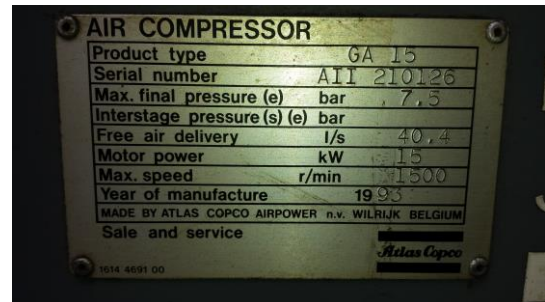 AIR COMPRESSOR
Product type GA 15
Serial number AII 210126
Max. final pressure (e) bar 7.5
Interstage pressure (s) (e) bar
Free air delivery l/s 40.4
Motor power kW 15
Max. speed r/min 1500
Year of manufacture 1993
MADE BY ATLAS COPCO AIRPOWER n.v. WILRIJK BELGIUM
Sale and service
Atlas Copco
1614 4691 00